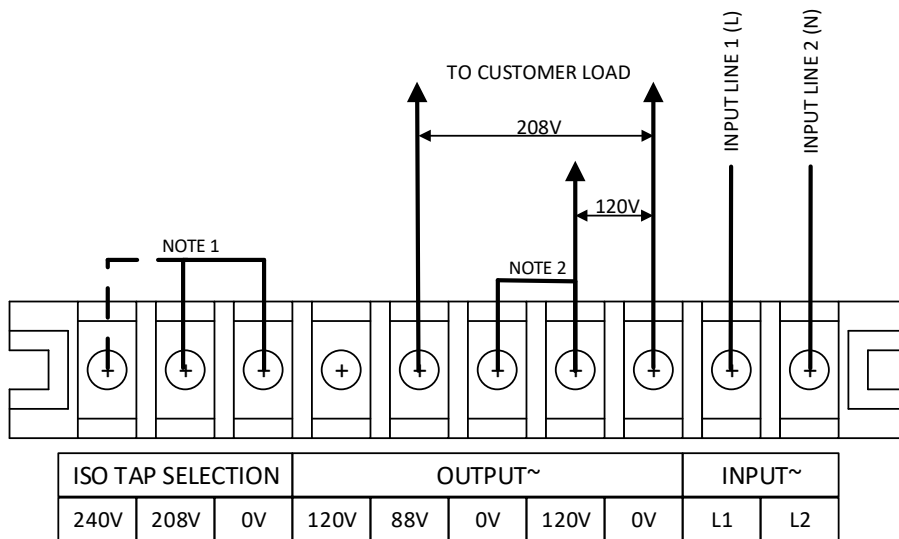 INPUT LINE 1 (L)
INPUT LINE 2 (N)
TO CUSTOMER LOAD
208V
120V
NOTE 1
NOTE 2
ISO TAP SELECTION OUTPUT~ INPUT~
240V 208V 0V 120V 88V 0V 120V 0V L1 L2